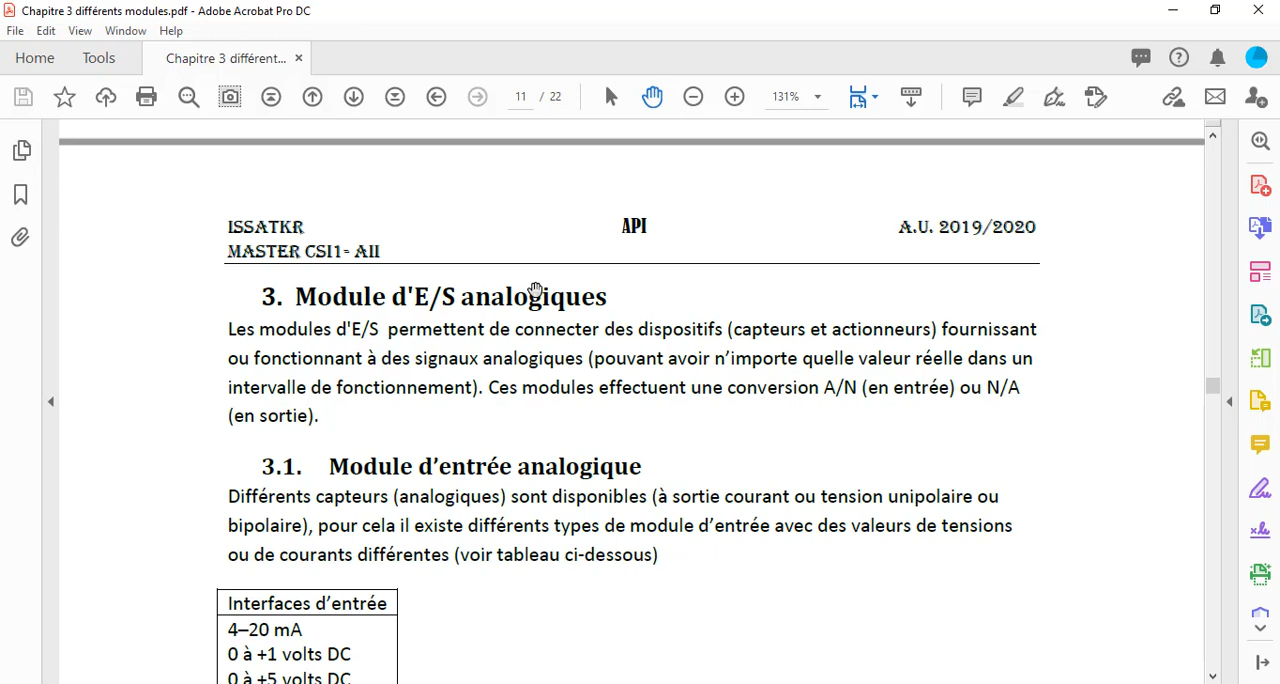 Chapitre 3 différents modules.pdf - Adobe Acrobat Pro DC
File Edit View Window Help
Home Tools Chapitre 3 différent... ×
11 / 22 131%
ISSATKR API A.U. 2019/2020
MASTER CSI1- AII
3. Module d'E/S analogiques
Les modules d'E/S permettent de connecter des dispositifs (capteurs et actionneurs) fournissant
ou fonctionnant à des signaux analogiques (pouvant avoir n’importe quelle valeur réelle dans un
intervalle de fonctionnement). Ces modules effectuent une conversion A/N (en entrée) ou N/A
(en sortie).
3.1. Module d’entrée analogique
Différents capteurs (analogiques) sont disponibles (à sortie courant ou tension unipolaire ou
bipolaire), pour cela il existe différents types de module d’entrée avec des valeurs de tensions
ou de courants différentes (voir tableau ci-dessous)
Interfaces d’entrée
4–20 mA
0 à +1 volts DC
0 à +5 volts DC